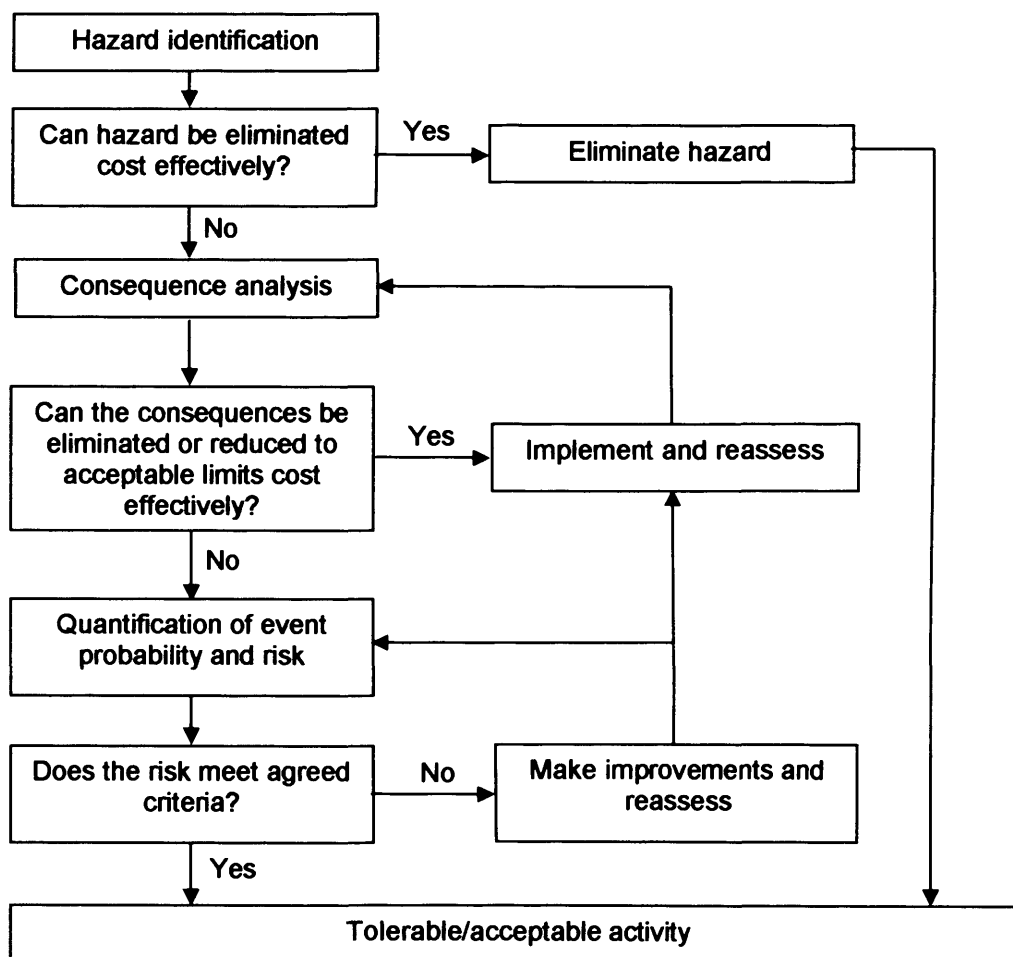 Hazard identification
Can hazard be eliminated
cost effectively?
Yes
Eliminate hazard
No
Consequence analysis
Can the consequences be
eliminated or reduced to
acceptable limits cost
effectively?
Yes
Implement and reassess
No
Quantification of event
probability and risk
Does the risk meet agreed
criteria?
No
Make improvements and
reassess
Yes
Tolerable/acceptable activity